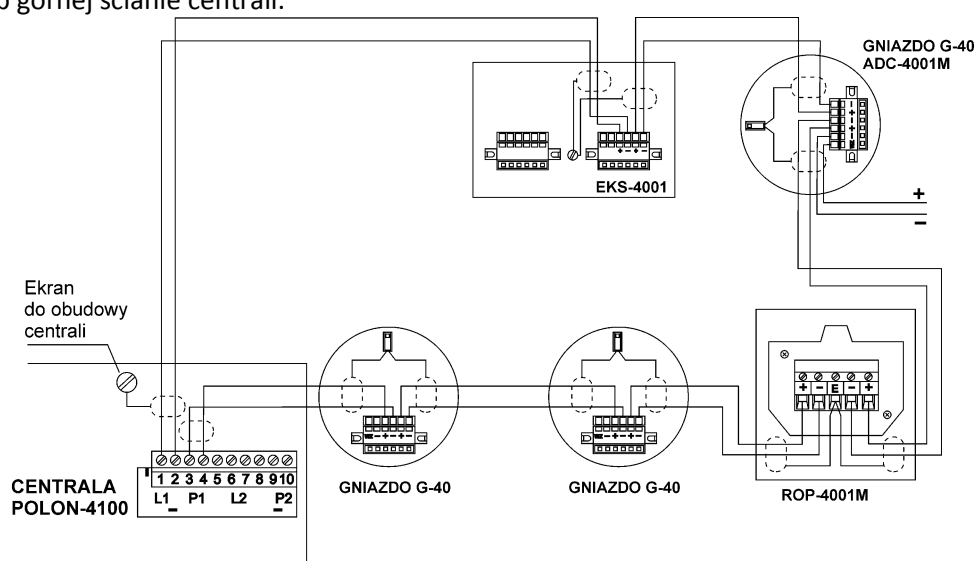 o górnej ścianie centrali.
GNIAZDO G-40
ADC-4001M
+ - + -
EKS-4001
+
-
Ekran
do obudowy
centrali
+ - E - +
1 2 3 4 5 6 7 8 9 10
L1 P1 L2 P2
- -
CENTRALA
POLON-4100
GNIAZDO G-40
GNIAZDO G-40
ROP-4001M